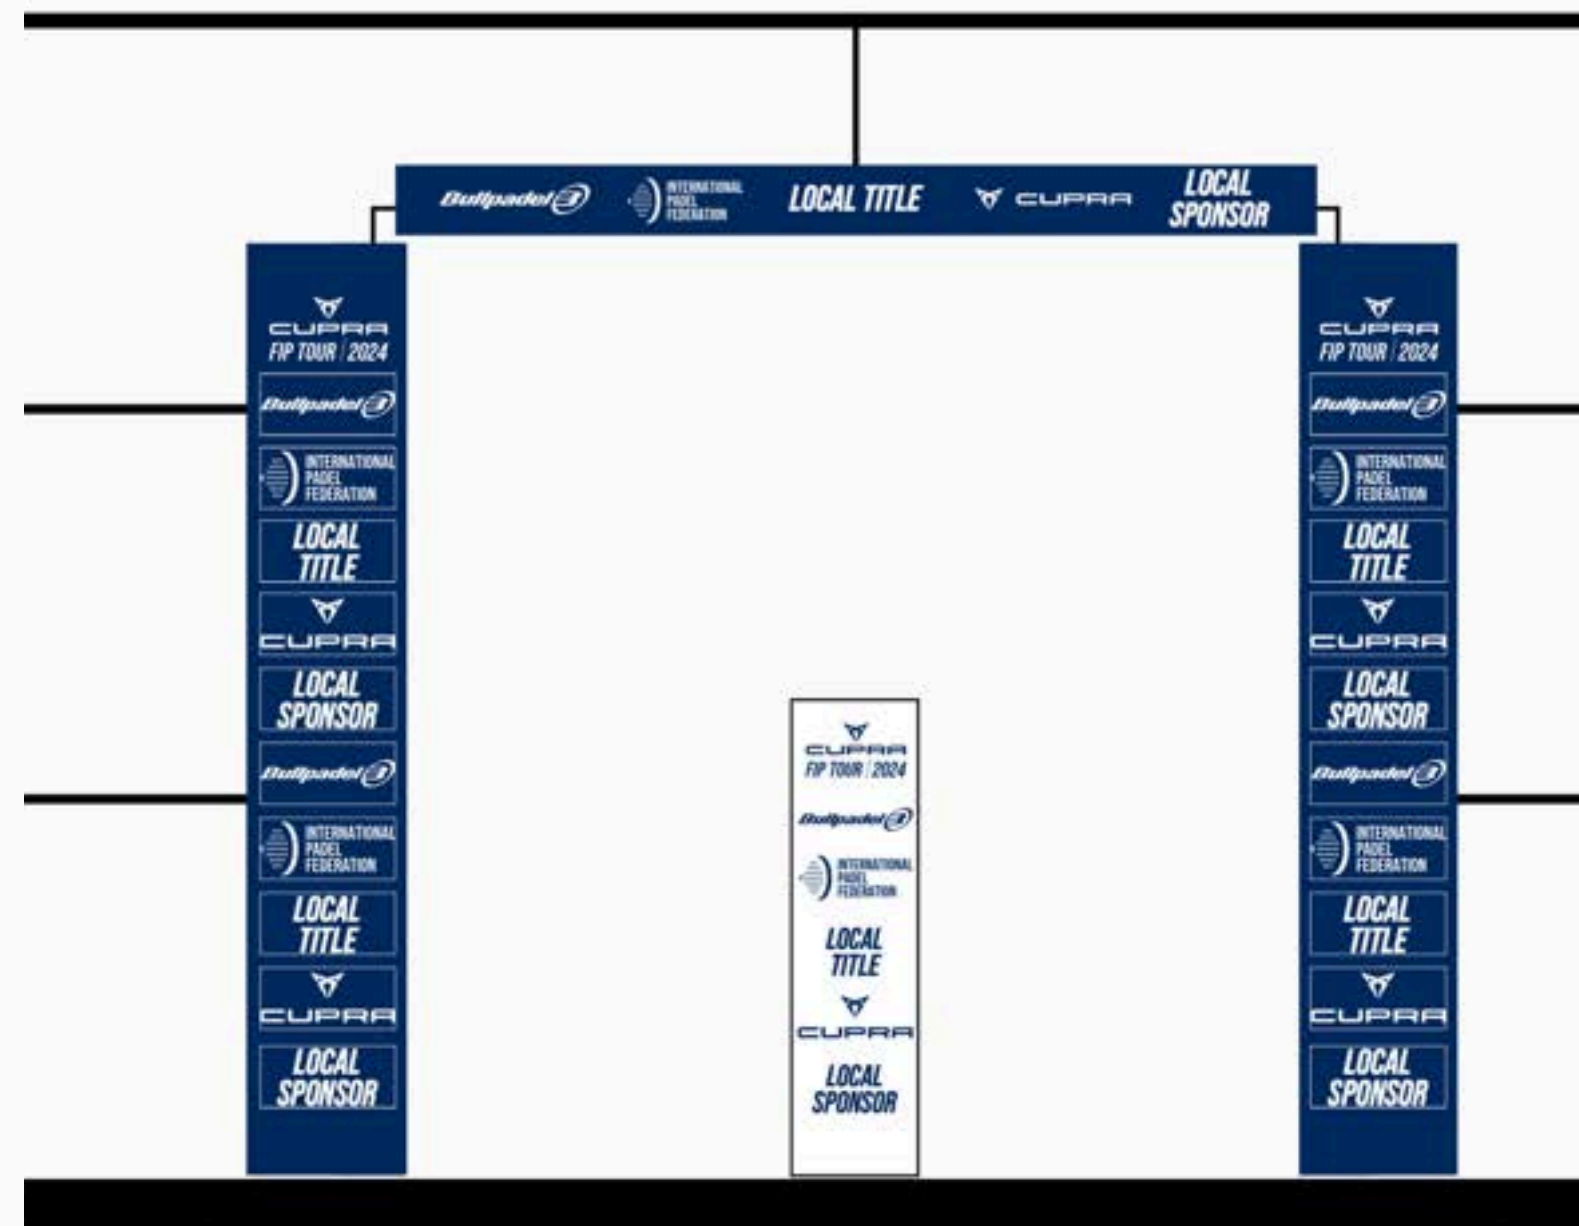 Bullpadel
INTERNATIONAL
PADEL
FEDERATION
LOCAL TITLE
CUPRA
LOCAL
SPONSOR
CUPRA
FIP TOUR | 2024
Bullpadel
INTERNATIONAL
PADEL
FEDERATION
LOCAL
TITLE
CUPRA
LOCAL
SPONSOR
Bullpadel
INTERNATIONAL
PADEL
FEDERATION
LOCAL
TITLE
CUPRA
LOCAL
SPONSOR
CUPRA
FIP TOUR | 2024
Bullpadel
INTERNATIONAL
PADEL
FEDERATION
LOCAL
TITLE
CUPRA
LOCAL
SPONSOR
CUPRA
FIP TOUR | 2024
Bullpadel
INTERNATIONAL
PADEL
FEDERATION
LOCAL
TITLE
CUPRA
LOCAL
SPONSOR
Bullpadel
INTERNATIONAL
PADEL
FEDERATION
LOCAL
TITLE
CUPRA
LOCAL
SPONSOR